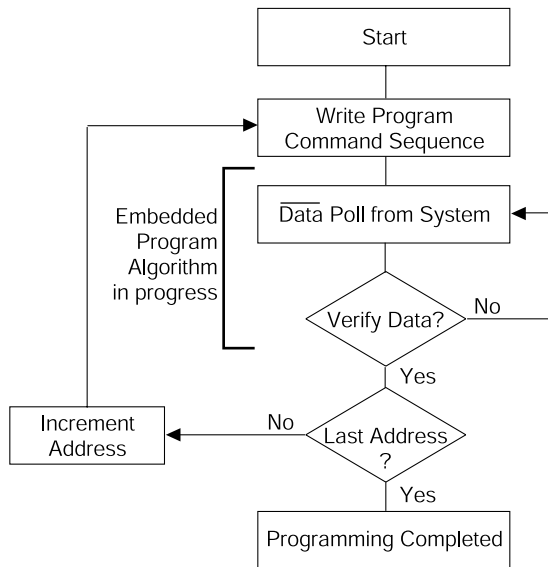 Start
Write Program
Command Sequence
Data Poll from System
Embedded
Program
Algorithm
in progress
Verify Data?
No
Yes
Increment
Address
No
Last Address
?
Yes
Programming Completed